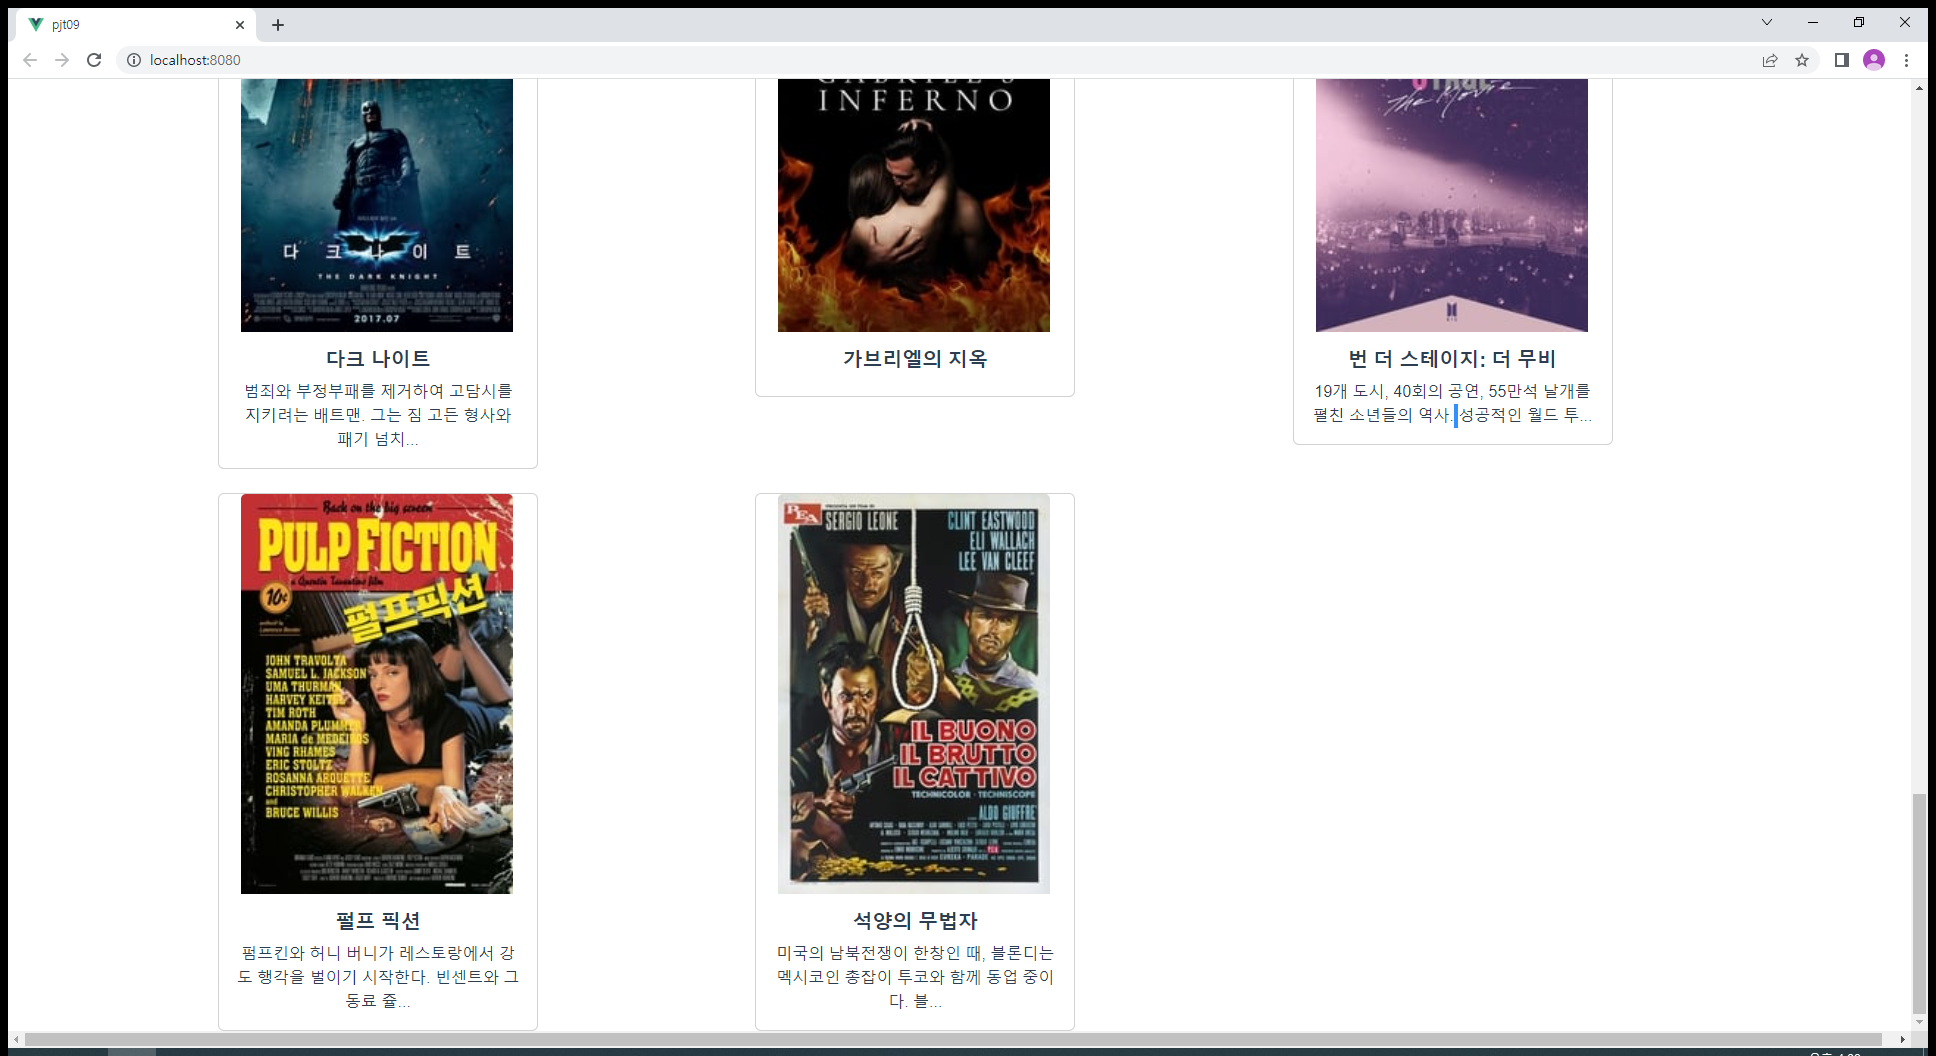 pjt09
localhost:8080
INFERNO
the Movie
다 크 나 이 트
THE DARK KNIGHT
2017.07
다크 나이트
범죄와 부정부패를 제거하여 고담시를
지키려는 배트맨. 그는 짐 고든 형사와
패기 넘치...
가브리엘의 지옥
번 더 스테이지: 더 무비
19개 도시, 40회의 공연, 55만석 날개를
펼친 소년들의 역사. 성공적인 월드 투...
Back on the big screen
PULP FICTION
a Quentin Tarantino film
10¢
펄프픽션
JOHN TRAVOLTA
SAMUEL L. JACKSON
UMA THURMAN
HARVEY KEITEL
TIM ROTH
AMANDA PLUMMER
MARIA de MEDEIROS
VING RHAMES
ERIC STOLTZ
ROSANNA ARQUETTE
CHRISTOPHER WALKEN
and
BRUCE WILLIS
펄프 픽션
펌프킨와 허니 버니가 레스토랑에서 강
도 행각을 벌이기 시작한다. 빈센트와 그
동료 쥴...
PEA
SERGIO LEONE
CLINT EASTWOOD
ELI WALLACH
LEE VAN CLEEF
IL BUONO
IL BRUTTO
IL CATTIVO
TECHNICOLOR - TECHNISCOPE
ALDO GIUFFRE'
석양의 무법자
미국의 남북전쟁이 한창인 때, 블론디는
멕시코인 총잡이 투코와 함께 동업 중이
다. 블...